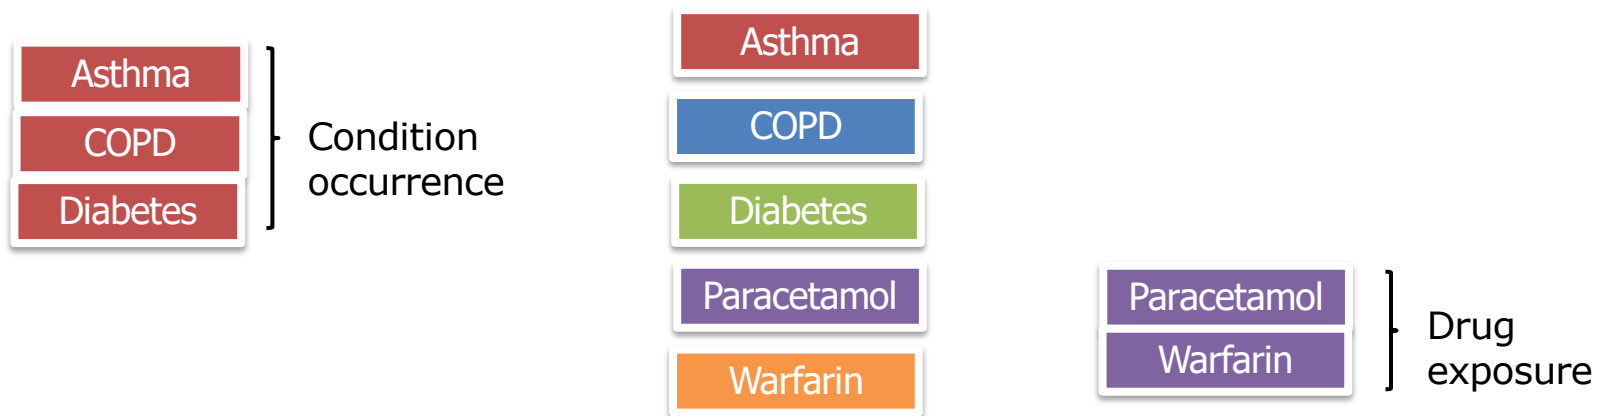 Asthma
COPD
Diabetes
Condition
occurrence
Asthma
COPD
Diabetes
Paracetamol
Warfarin
Paracetamol
Warfarin
Drug
exposure